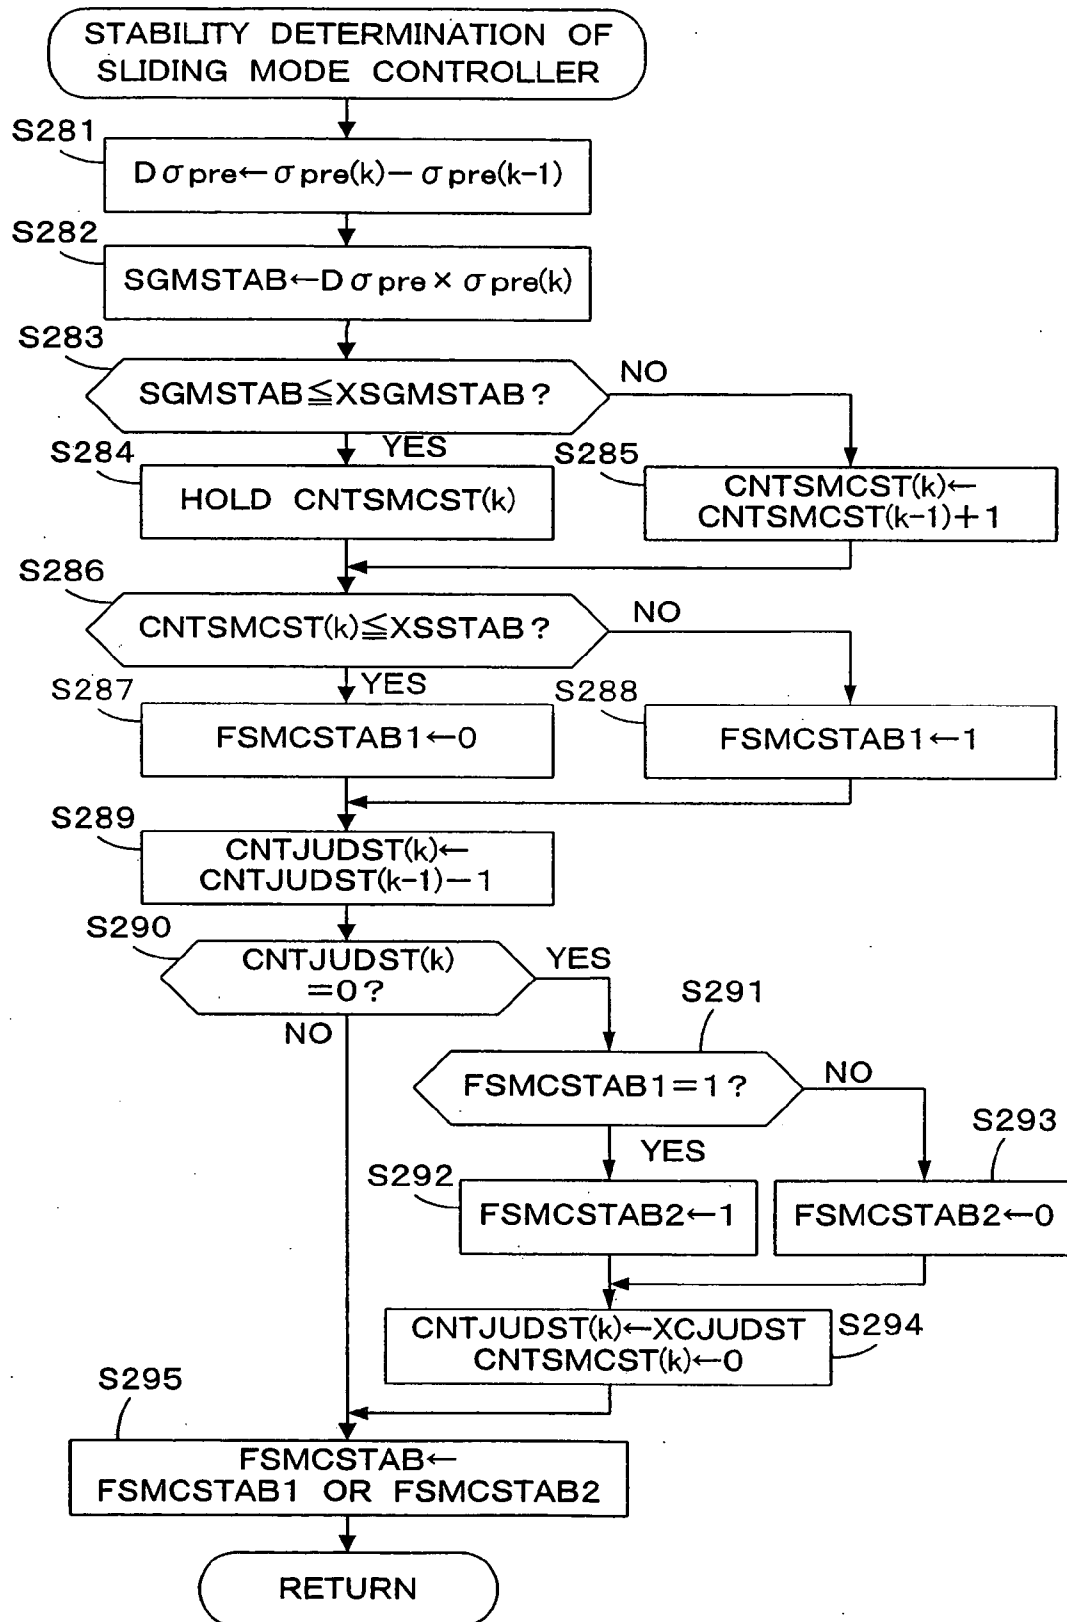 STABILITY DETERMINATION OF
SLIDING MODE CONTROLLER
S281
Dσpre←σpre(k)−σpre(k-1)
S282
SGMSTAB←Dσpre×σpre(k)
S283
SGMSTAB≦XSGMSTAB?
NO
YES
S284
HOLD CNTSMCST(k)
S285
CNTSMCST(k)←
CNTSMCST(k-1)+1
S286
CNTSMCST(k)≦XSSTAB?
NO
YES
S287
FSMCSTAB1←0
S288
FSMCSTAB1←1
S289
CNTJUDST(k)←
CNTJUDST(k-1)−1
S290
CNTJUDST(k)
=0?
YES
NO
S291
FSMCSTAB1=1?
NO
YES
S292
FSMCSTAB2←1
S293
FSMCSTAB2←0
CNTJUDST(k)←XCJUDST
CNTSMCST(k)←0
S294
S295
FSMCSTAB←
FSMCSTAB1 OR FSMCSTAB2
RETURN